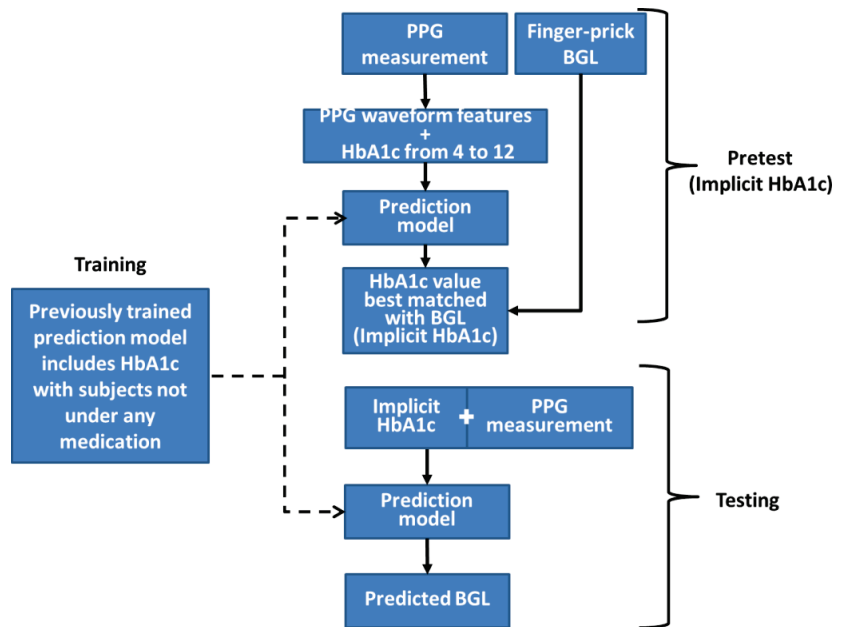 PPG
measurement
Finger-prick
BGL
PPG waveform features
+
HbA1c from 4 to 12
Pretest
(Implicit HbA1c)
Prediction
model
Training
HbA1c value
best matched
with BGL
(Implicit HbA1c)
Previously trained
prediction model
includes HbA1c
with subjects not
under any
medication
Implicit
HbA1c
+
PPG
measurement
Prediction
model
Testing
Predicted BGL